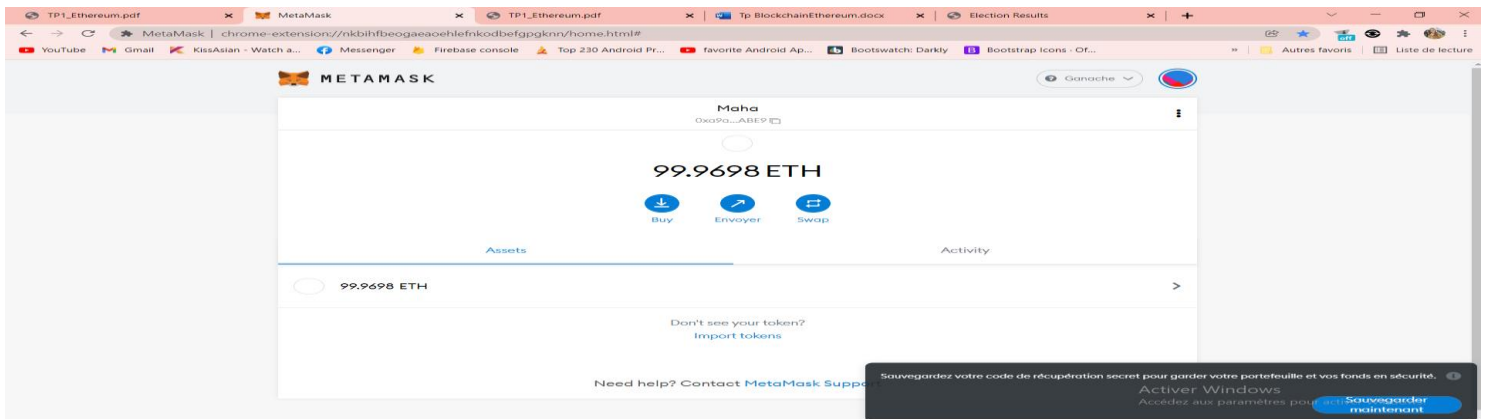 TP1_Ethereum.pdf MetaMask TP1_Ethereum.pdf Tp BlockchainEthereum.docx Election Results
MetaMask | chrome-extension://nkbihfbeogaeaoehlefnkodbefgpgknn/home.html#
YouTube Gmail KissAsian - Watch a... Messenger Firebase console Top 230 Android Pr... favorite Android Ap... Bootswatch: Darkly Bootstrap Icons · Of... » Autres favoris Liste de lecture
off
METAMASK Ganache
Maha
0xa9a...ABE9
99.9698 ETH
Buy Envoyer Swap
Assets Activity
99.9698 ETH
Don't see your token?
Import tokens
Need help? Contact MetaMask Supp
Sauvegardez votre code de récupération secret pour garder votre portefeuille et vos fonds en sécurité.
Activer Windows
Accédez aux paramètres pour
Sauvegarder
maintenant